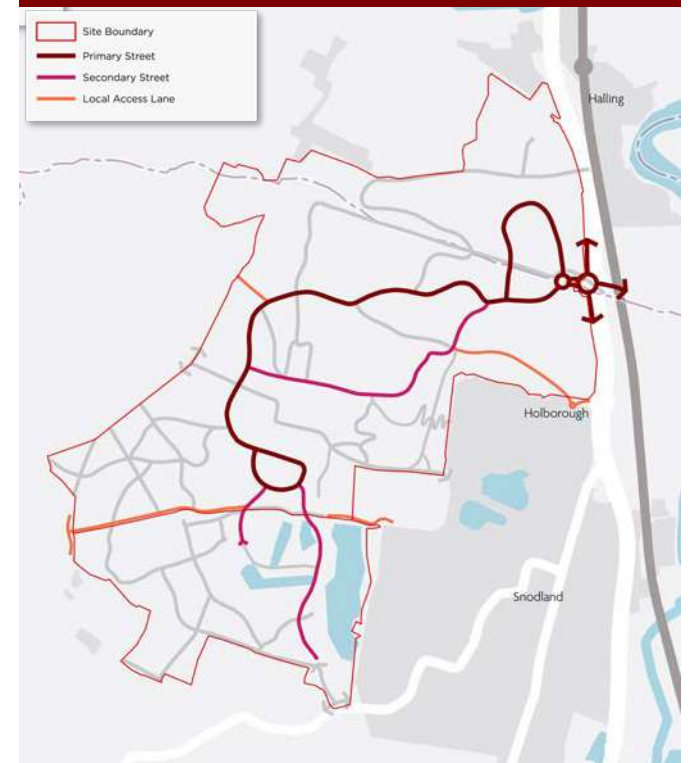 Site Boundary
Primary Street
Secondary Street
Local Access Lane
Halling
Holborough
Snodland